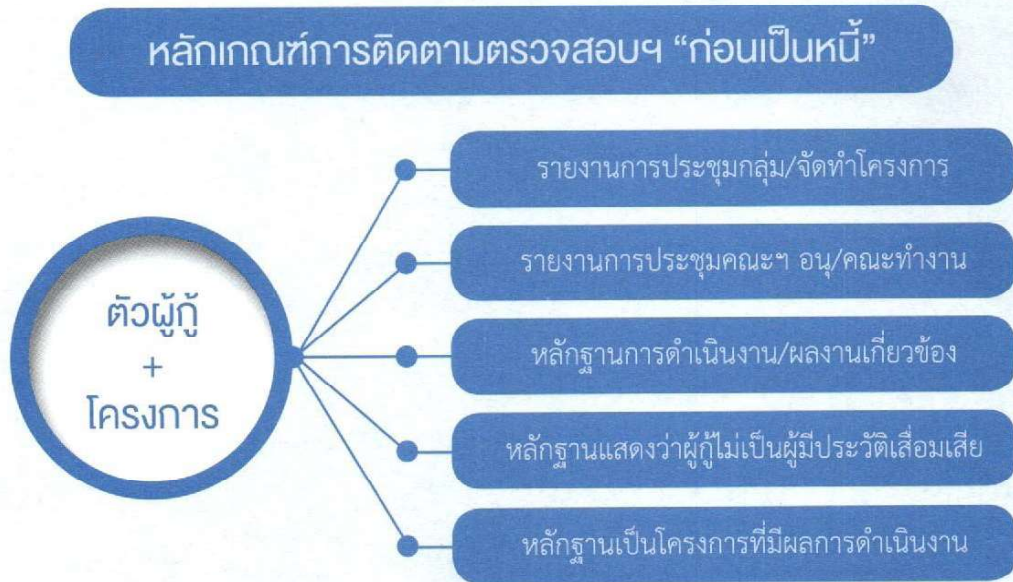 หลักเกณฑ์การติดตามตรวจสอบฯ “ก่อนเป็นหนี้”
รายงานการประชุมกลุ่ม/จัดทำโครงการ
รายงานการประชุมคณะฯ อนุ/คณะทำงาน
ตัวผู้กู้
+
โครงการ
หลักฐานการดำเนินงาน/ผลงานเกี่ยวข้อง
หลักฐานแสดงว่าผู้กู้ไม่เป็นผู้มีประวัติเสื่อมเสีย
หลักฐานเป็นโครงการที่มีผลการดำเนินงาน